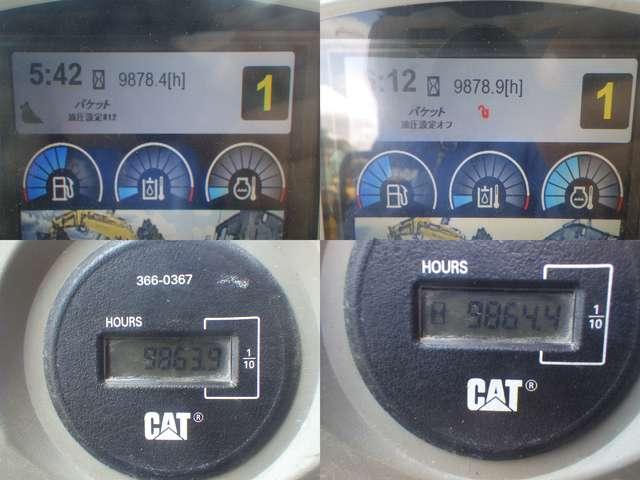 5:42 9878.4[h]
1
バケット
油圧設定#12
:12 9878.9[h]
1
バケット
油圧設定オフ
366-0367
HOURS
9863.9
1/10
CAT®
HOURS
9864.4
1/10
CAT®